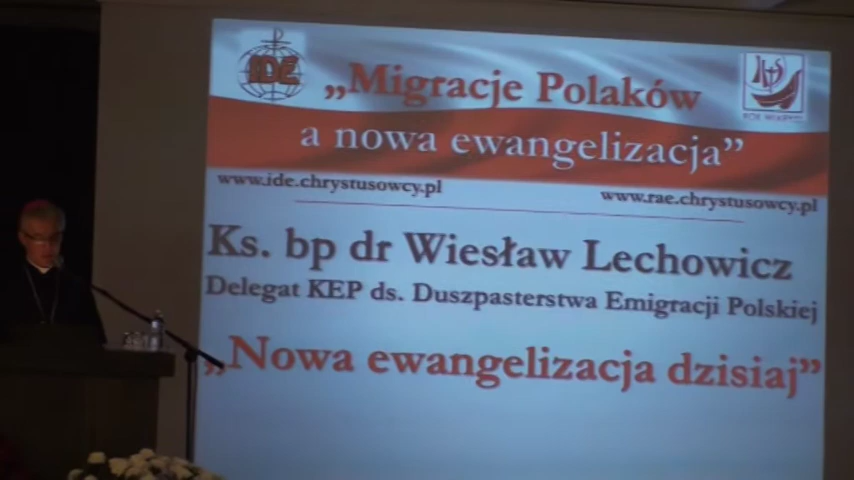 IDE
„Migracje Polaków
a nowa ewangelizacja”
www.ide.chrystusowcy.pl
www.rae.chrystusowcy.pl
Ks. bp dr Wiesław Lechowicz
Delegat KEP ds. Duszpasterstwa Emigracji Polskiej
„Nowa ewangelizacja dzisiaj”